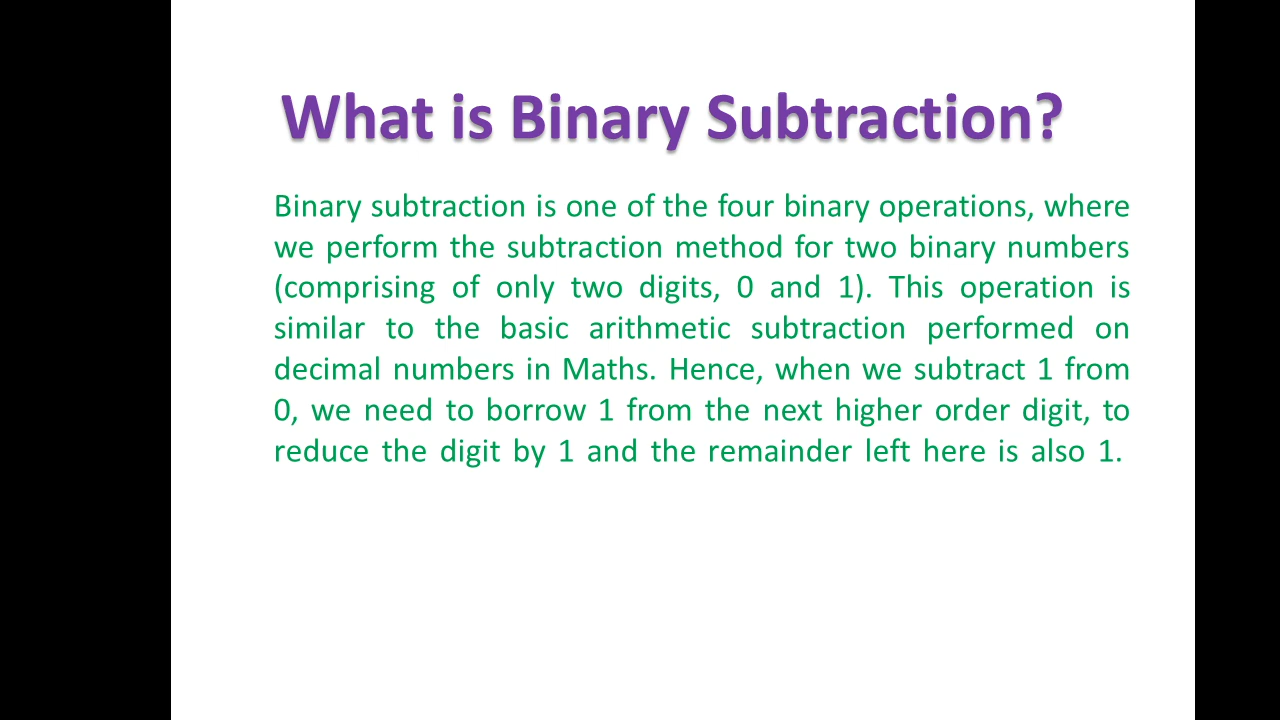 What is Binary Subtraction?
Binary subtraction is one of the four binary operations, where
we perform the subtraction method for two binary numbers
(comprising of only two digits, 0 and 1). This operation is
similar to the basic arithmetic subtraction performed on
decimal numbers in Maths. Hence, when we subtract 1 from
0, we need to borrow 1 from the next higher order digit, to
reduce the digit by 1 and the remainder left here is also 1.